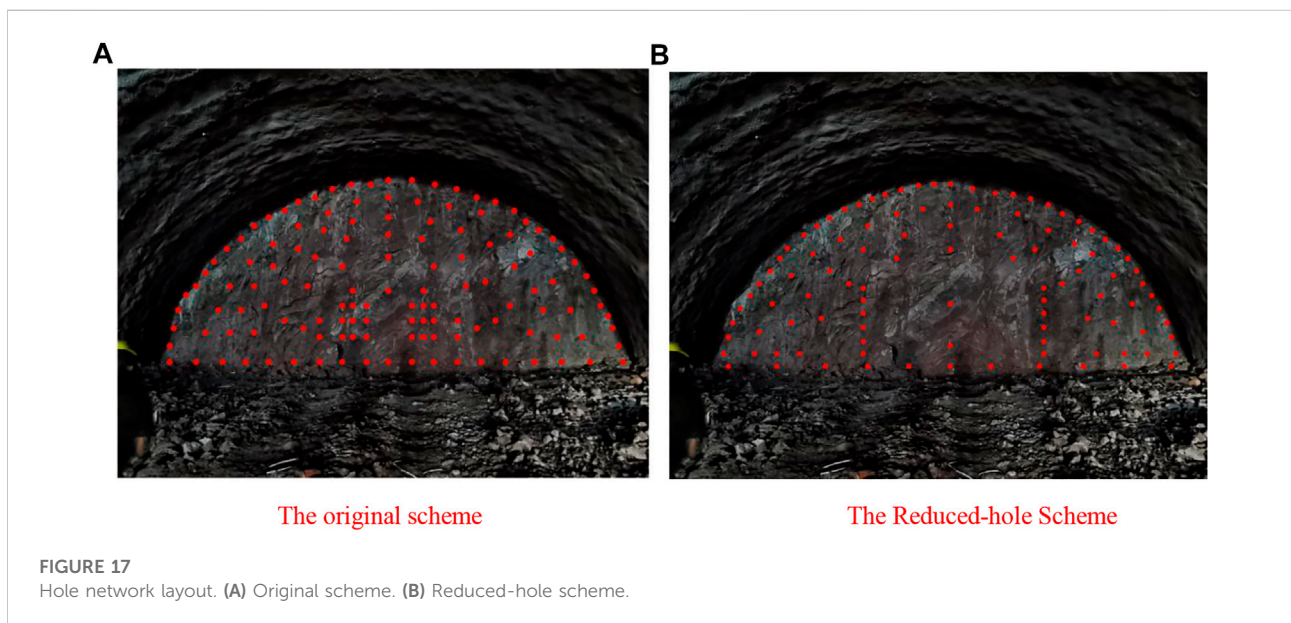 A
B
The original scheme
The Reduced-hole Scheme
FIGURE 17
Hole network layout. (A) Original scheme. (B) Reduced-hole scheme.